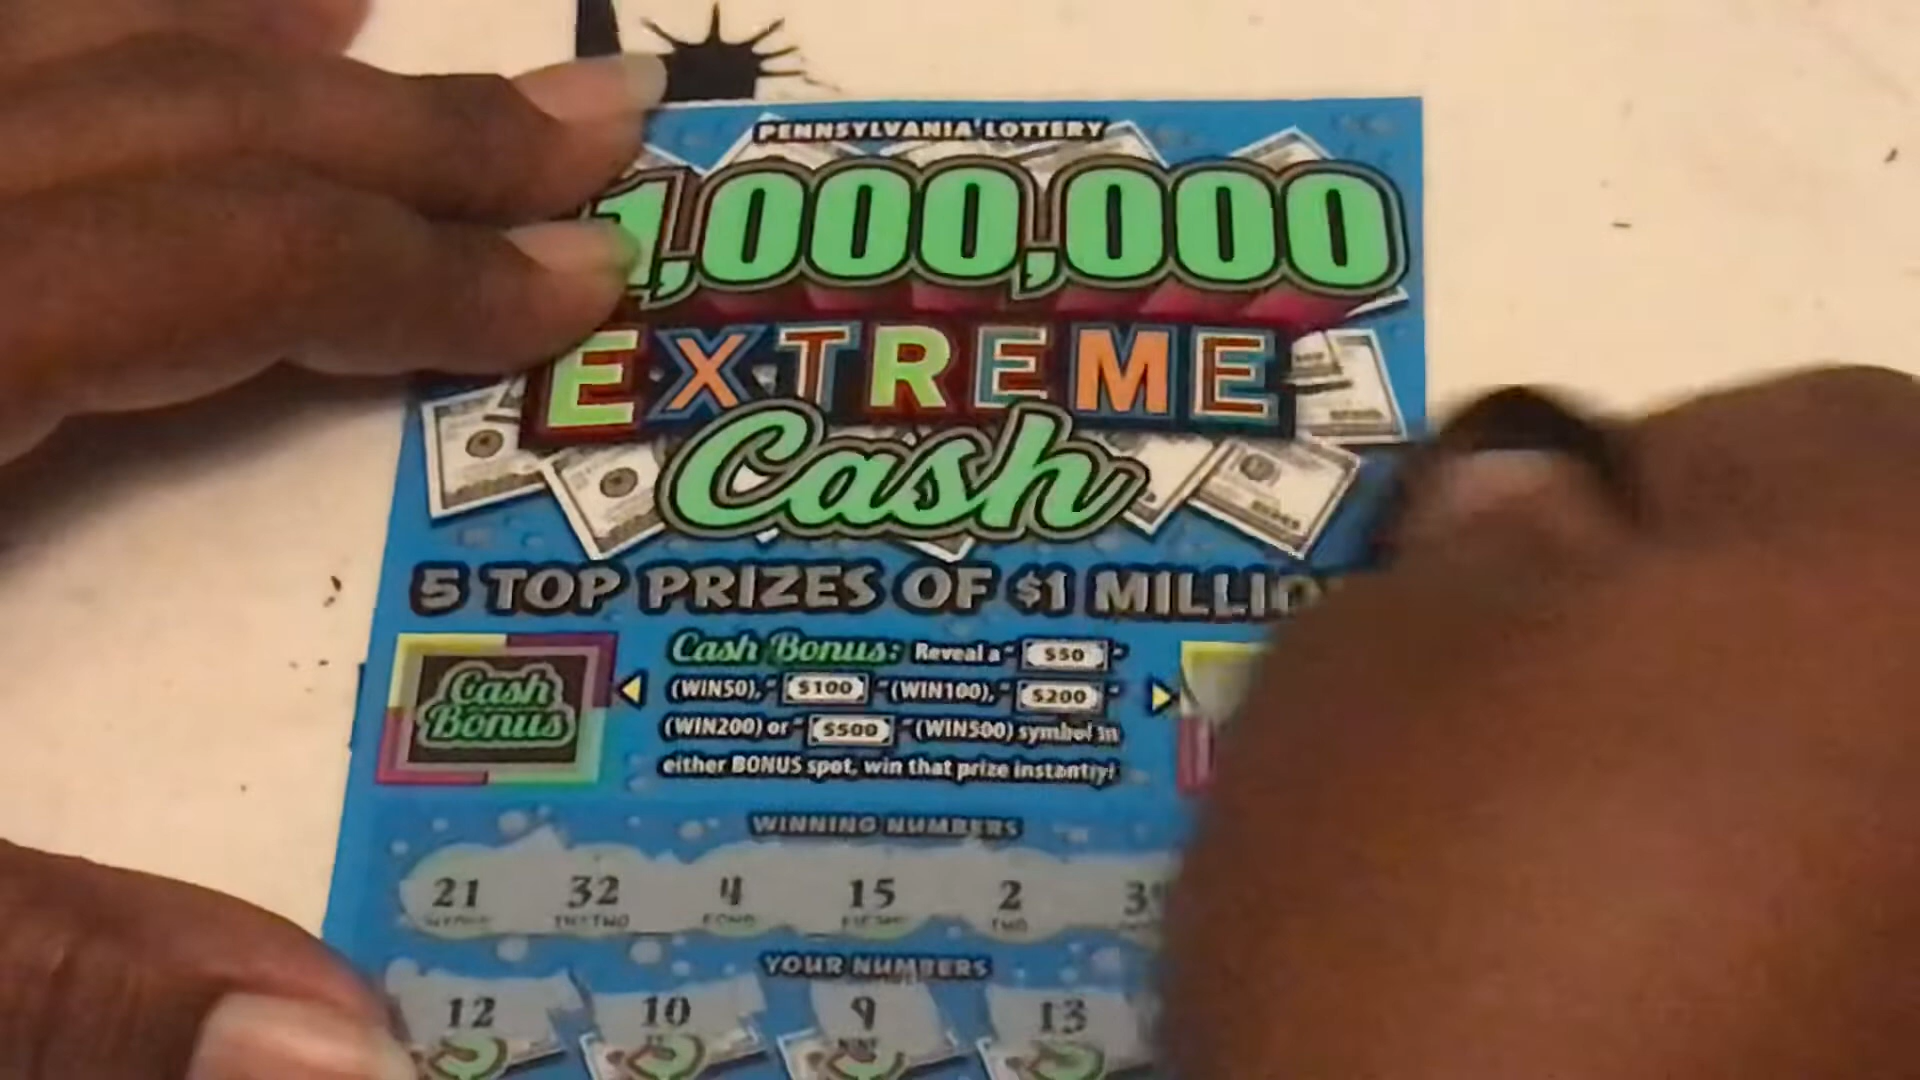 PENNSYLVANIA LOTTERY
1,000,000
EXTREME
Cash
5 TOP PRIZES OF $1 MILLIO
Cash Bonus: Reveal a " $50 "
(WIN50), " $100 " (WIN100), " $200 "
(WIN200) or " $500 " (WIN500) symbol in
either BONUS spot, win that prize instantly!
Cash
Bonus
WINNING NUMBERS
21 32 4 15 2
TWO
YOUR NUMBERS
12 10 9 13
NINE